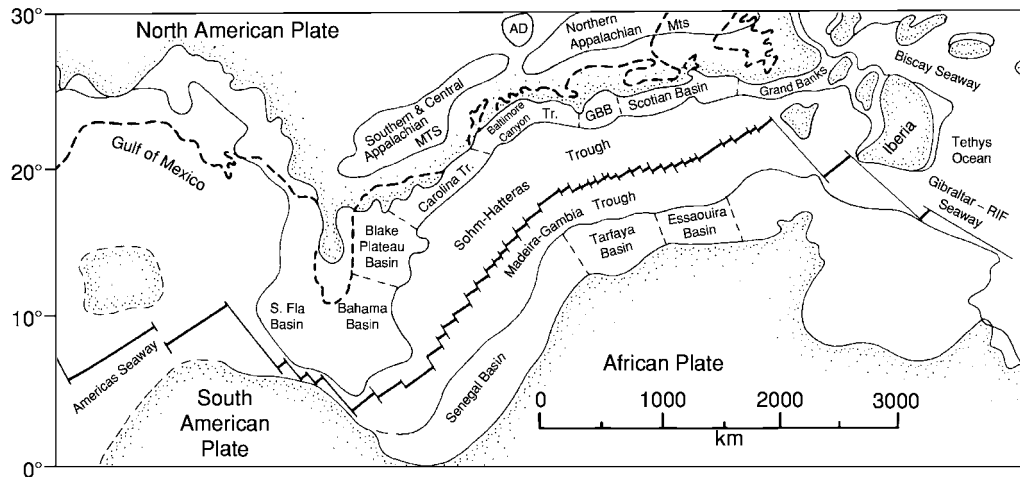 30°
20°
10°
0°
North American Plate
AD
Northern
Appalachian Mts
Southern & Central
Appalachian
MTS
Baltimore
Canyon Tr.
GBB
Scotian Basin
Grand Banks
Biscay Seaway
Iberia
Tethys
Ocean
Gibraltar – RIF
Seaway
Gulf of Mexico
Carolina Tr.
Trough
Sohm-Hatteras
Blake
Plateau
Basin
Madeira-Gambia Trough
Tarfaya
Basin
Essaouira
Basin
S. Fla
Basin
Bahama
Basin
Americas Seaway
South
American
Plate
Senegal Basin
African Plate
0 1000 2000 3000
km